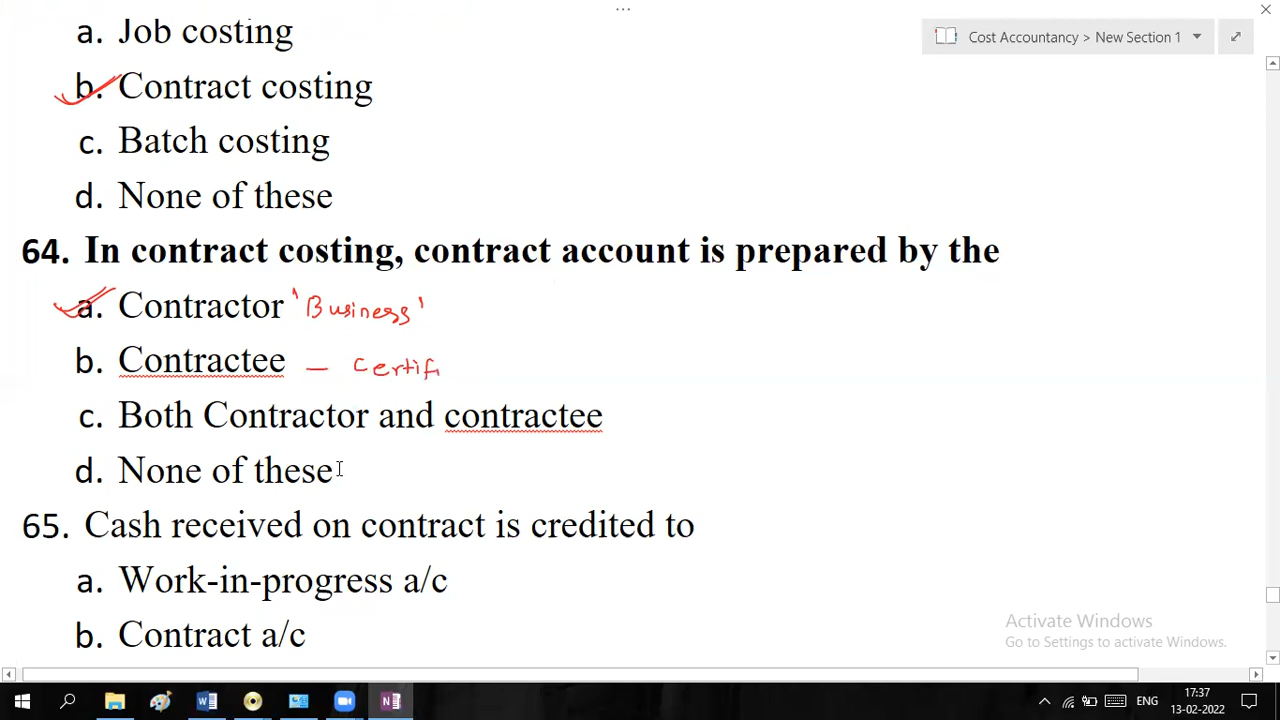 ...
Cost Accountancy > New Section 1
a. Job costing
b. Contract costing
c. Batch costing
d. None of these
64. In contract costing, contract account is prepared by the
a. Contractor 'Business'
b. Contractee – Certifi
c. Both Contractor and contractee
d. None of these
65. Cash received on contract is credited to
a. Work-in-progress a/c
b. Contract a/c
Activate Windows
Go to Settings to activate Windows.
ENG
17:37
13-02-2022